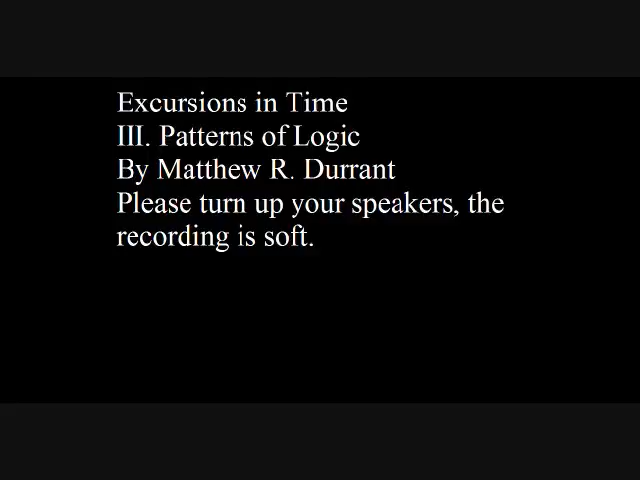 Excursions in Time
III. Patterns of Logic
By Matthew R. Durrant
Please turn up your speakers, the
recording is soft.